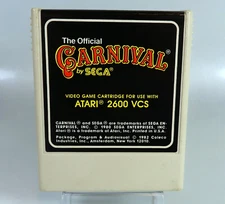 The Official
CARNIVAL
by SEGA®
VIDEO GAME CARTRIDGE FOR USE WITH
ATARI® 2600 VCS
CARNIVAL® and SEGA® are trademarks of SEGA EN-
TERPRISES, INC. © 1980 SEGA ENTERPRISES, INC.
Atari® is a trademark of Atari, Inc. Printed in U.S.A.
Package, Program & Audiovisual © 1982 Coleco
Industries, Inc., Amsterdam, New York 12010.